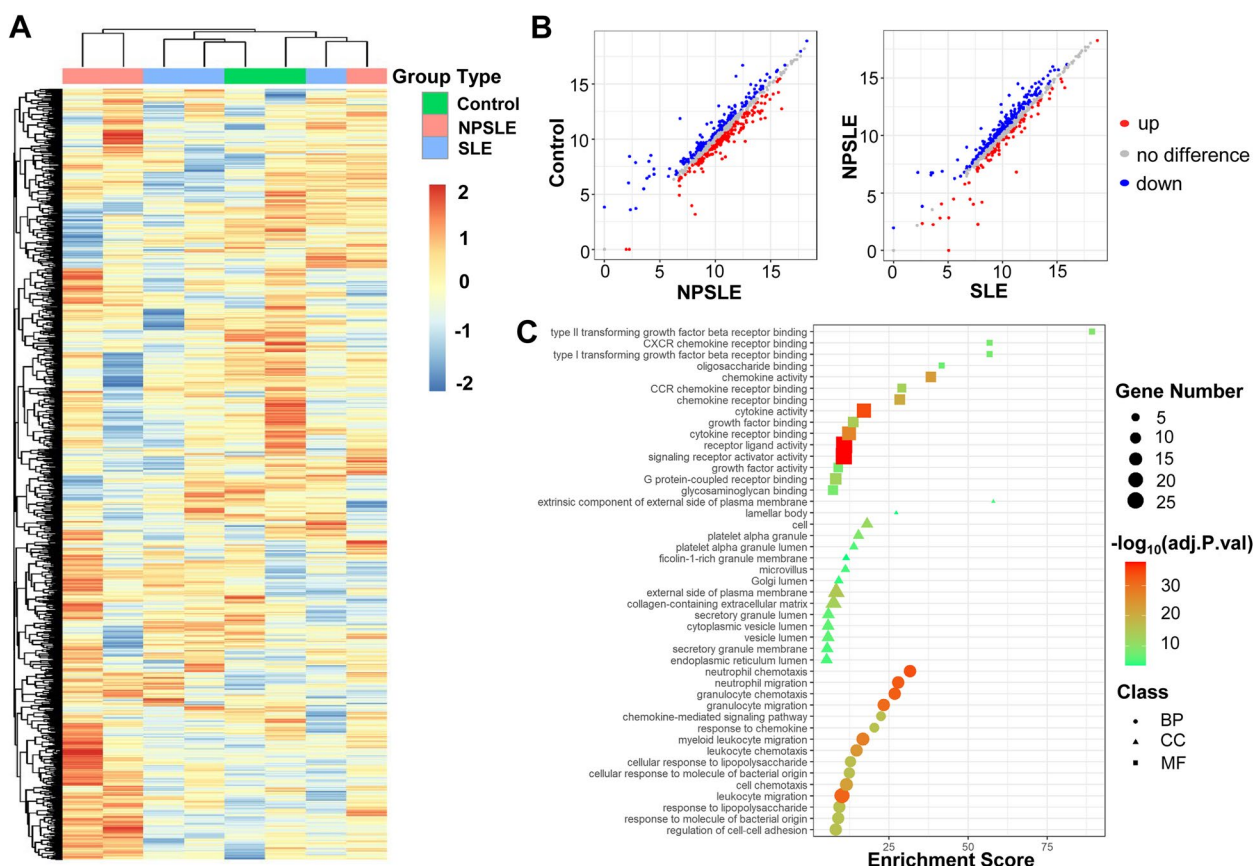 A
Group Type
Control
NPSLE
SLE
2
1
0
-1
-2
B
Control
15
10
5
0
0
5
10
15
NPSLE
NPSLE
15
10
5
0
0
5
10
15
SLE
up
no difference
down
C
type II transforming growth factor beta receptor binding
CXCR chemokine receptor binding
type I transforming growth factor beta receptor binding
oligosaccharide binding
chemokine activity
CCR chemokine receptor binding
chemokine receptor binding
cytokine activity
growth factor binding
cytokine receptor binding
receptor ligand activity
signaling receptor activator activity
growth factor activity
G protein-coupled receptor binding
glycosaminoglycan binding
extrinsic component of external side of plasma membrane
lamellar body
cell
platelet alpha granule
platelet alpha granule lumen
ficolin-1-rich granule membrane
microvillus
Golgi lumen
external side of plasma membrane
collagen-containing extracellular matrix
secretory granule lumen
cytoplasmic vesicle lumen
vesicle lumen
secretory granule membrane
endoplasmic reticulum lumen
neutrophil chemotaxis
neutrophil migration
granulocyte chemotaxis
granulocyte migration
chemokine-mediated signaling pathway
response to chemokine
myeloid leukocyte migration
leukocyte chemotaxis
cellular response to lipopolysaccharide
cellular response to molecule of bacterial origin
cell chemotaxis
leukocyte migration
response to lipopolysaccharide
response to molecule of bacterial origin
regulation of cell-cell adhesion
25
50
75
Enrichment Score
Gene Number
5
10
15
20
25
-log10(adj.P.val)
30
20
10
Class
BP
CC
MF